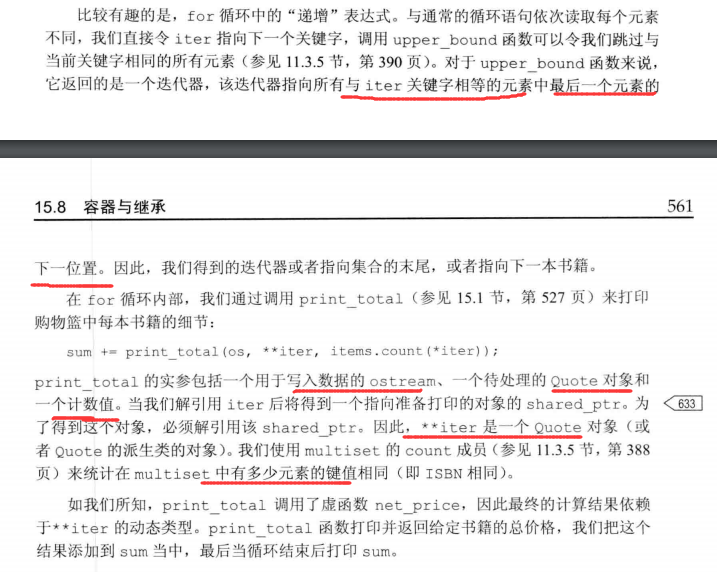 比较有趣的是，for 循环中的“递增”表达式。与通常的循环语句依次读取每个元素
不同，我们直接令 iter 指向下一个关键字，调用 upper_bound 函数可以令我们跳过与
当前关键字相同的所有元素（参见 11.3.5 节，第 390 页）。对于 upper_bound 函数来说，
它返回的是一个迭代器，该迭代器指向所有与 iter 关键字相等的元素中最后一个元素的
15.8 容器与继承 561
下一位置。因此，我们得到的迭代器或者指向集合的末尾，或者指向下一本书籍。
在 for 循环内部，我们通过调用 print_total（参见 15.1 节，第 527 页）来打印
购物篮中每本书籍的细节：
sum += print_total(os, **iter, items.count(*iter));
print_total 的实参包括一个用于写入数据的 ostream、一个待处理的 Quote 对象和
一个计数值。当我们解引用 iter 后将得到一个指向准备打印的对象的 shared_ptr。为
633
了得到这个对象，必须解引用该 shared_ptr。因此，**iter 是一个 Quote 对象（或
者 Quote 的派生类的对象）。我们使用 multiset 的 count 成员（参见 11.3.5 节，第 388
页）来统计在 multiset 中有多少元素的键值相同（即 ISBN 相同）。
如我们所知，print_total 调用了虚函数 net_price，因此最终的计算结果依赖
于**iter 的动态类型。print_total 函数打印并返回给定书籍的总价格，我们把这个
结果添加到 sum 当中，最后当循环结束后打印 sum。